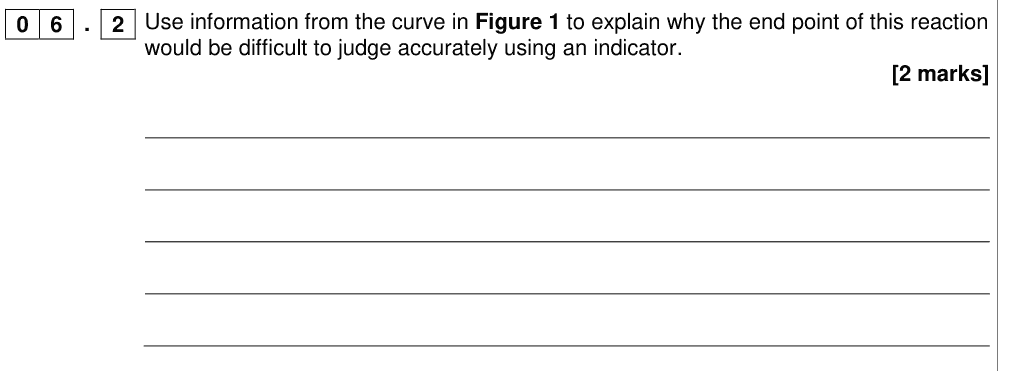 0 6 . 2 Use information from the curve in Figure 1 to explain why the end point of this reaction
would be difficult to judge accurately using an indicator.
[2 marks]